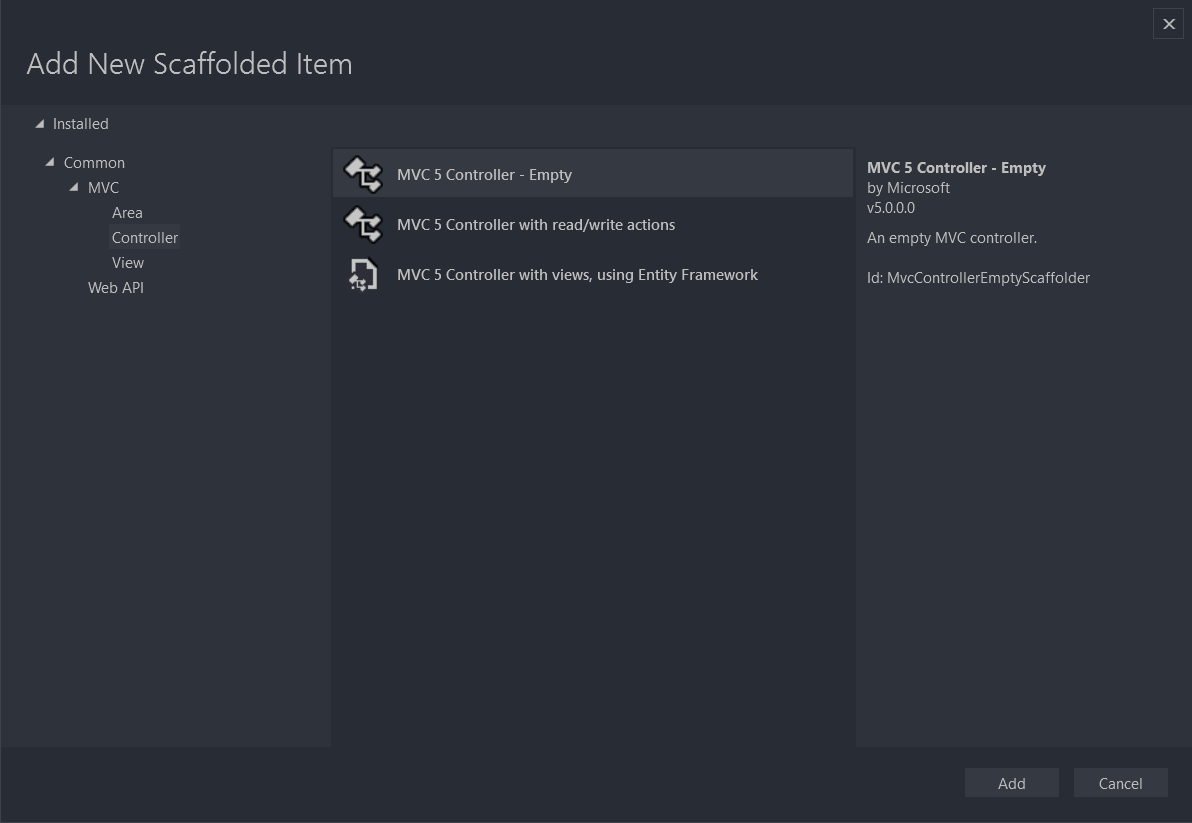 Add New Scaffolded Item
Installed
Common
MVC
Area
Controller
View
Web API
MVC 5 Controller - Empty
MVC 5 Controller with read/write actions
MVC 5 Controller with views, using Entity Framework
MVC 5 Controller - Empty
by Microsoft
v5.0.0.0
An empty MVC controller.
Id: MvcControllerEmptyScaffolder
Add
Cancel